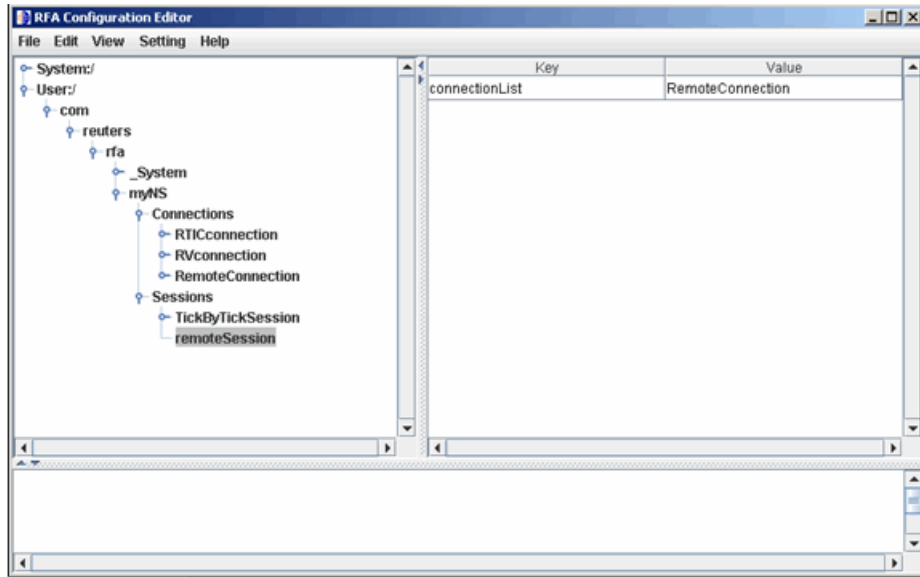 RFA Configuration Editor
File Edit View Setting Help
System:/
User:/
com
reuters
rfa
_System
myNS
Connections
RTICconnection
RVconnection
RemoteConnection
Sessions
TickByTickSession
remoteSession
Key Value
connectionList RemoteConnection